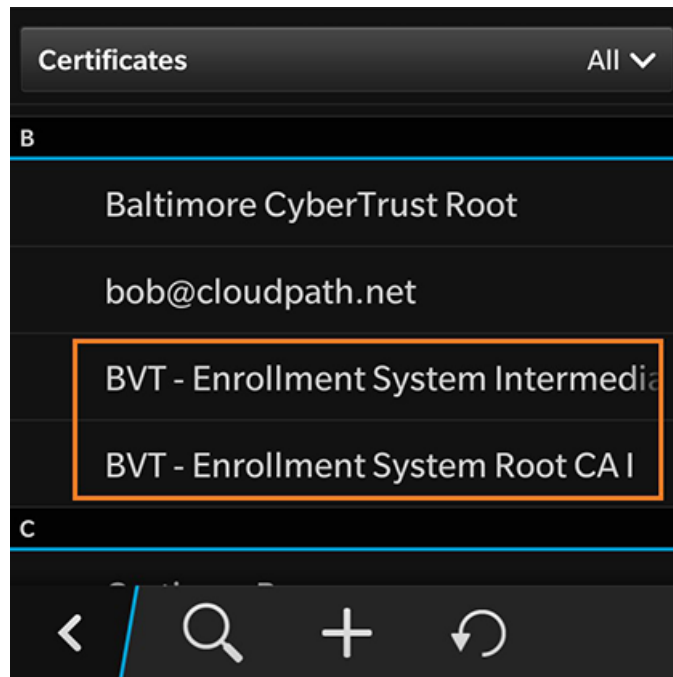 Certificates All
B
Baltimore CyberTrust Root
bob@cloudpath.net
BVT - Enrollment System Intermedia
BVT - Enrollment System Root CA I
C